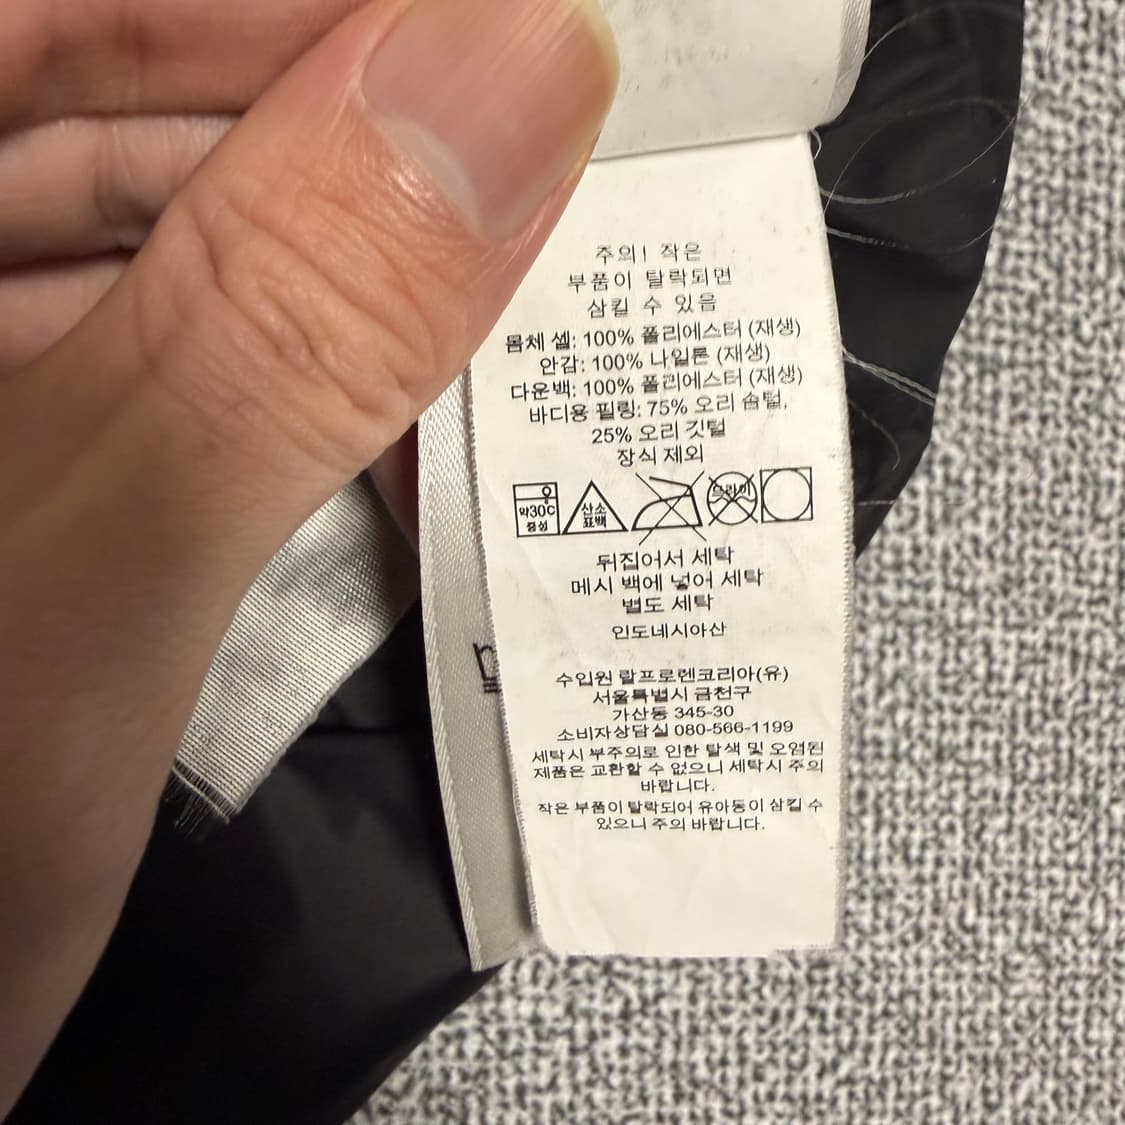 주의! 작은
부품이 탈락되면
삼킬 수 있음
몸체 셸: 100% 폴리에스터 (재생)
안감: 100% 나일론 (재생)
다운백: 100% 폴리에스터 (재생)
바디용 필링: 75% 오리 솜털,
25% 오리 깃털
장식 제외
약30℃
중성
산소
표백
드라이
뒤집어서 세탁
메시 백에 넣어 세탁
별도 세탁
인도네시아산
수입원 랄프로렌코리아(유)
서울특별시 금천구
가산동 345-30
소비자상담실 080-566-1199
세탁시 부주의로 인한 탈색 및 오염된
제품은 교환할 수 없으니 세탁시 주의
바랍니다.
작은 부품이 탈락되어 유아동이 삼킬 수
있으니 주의 바랍니다.